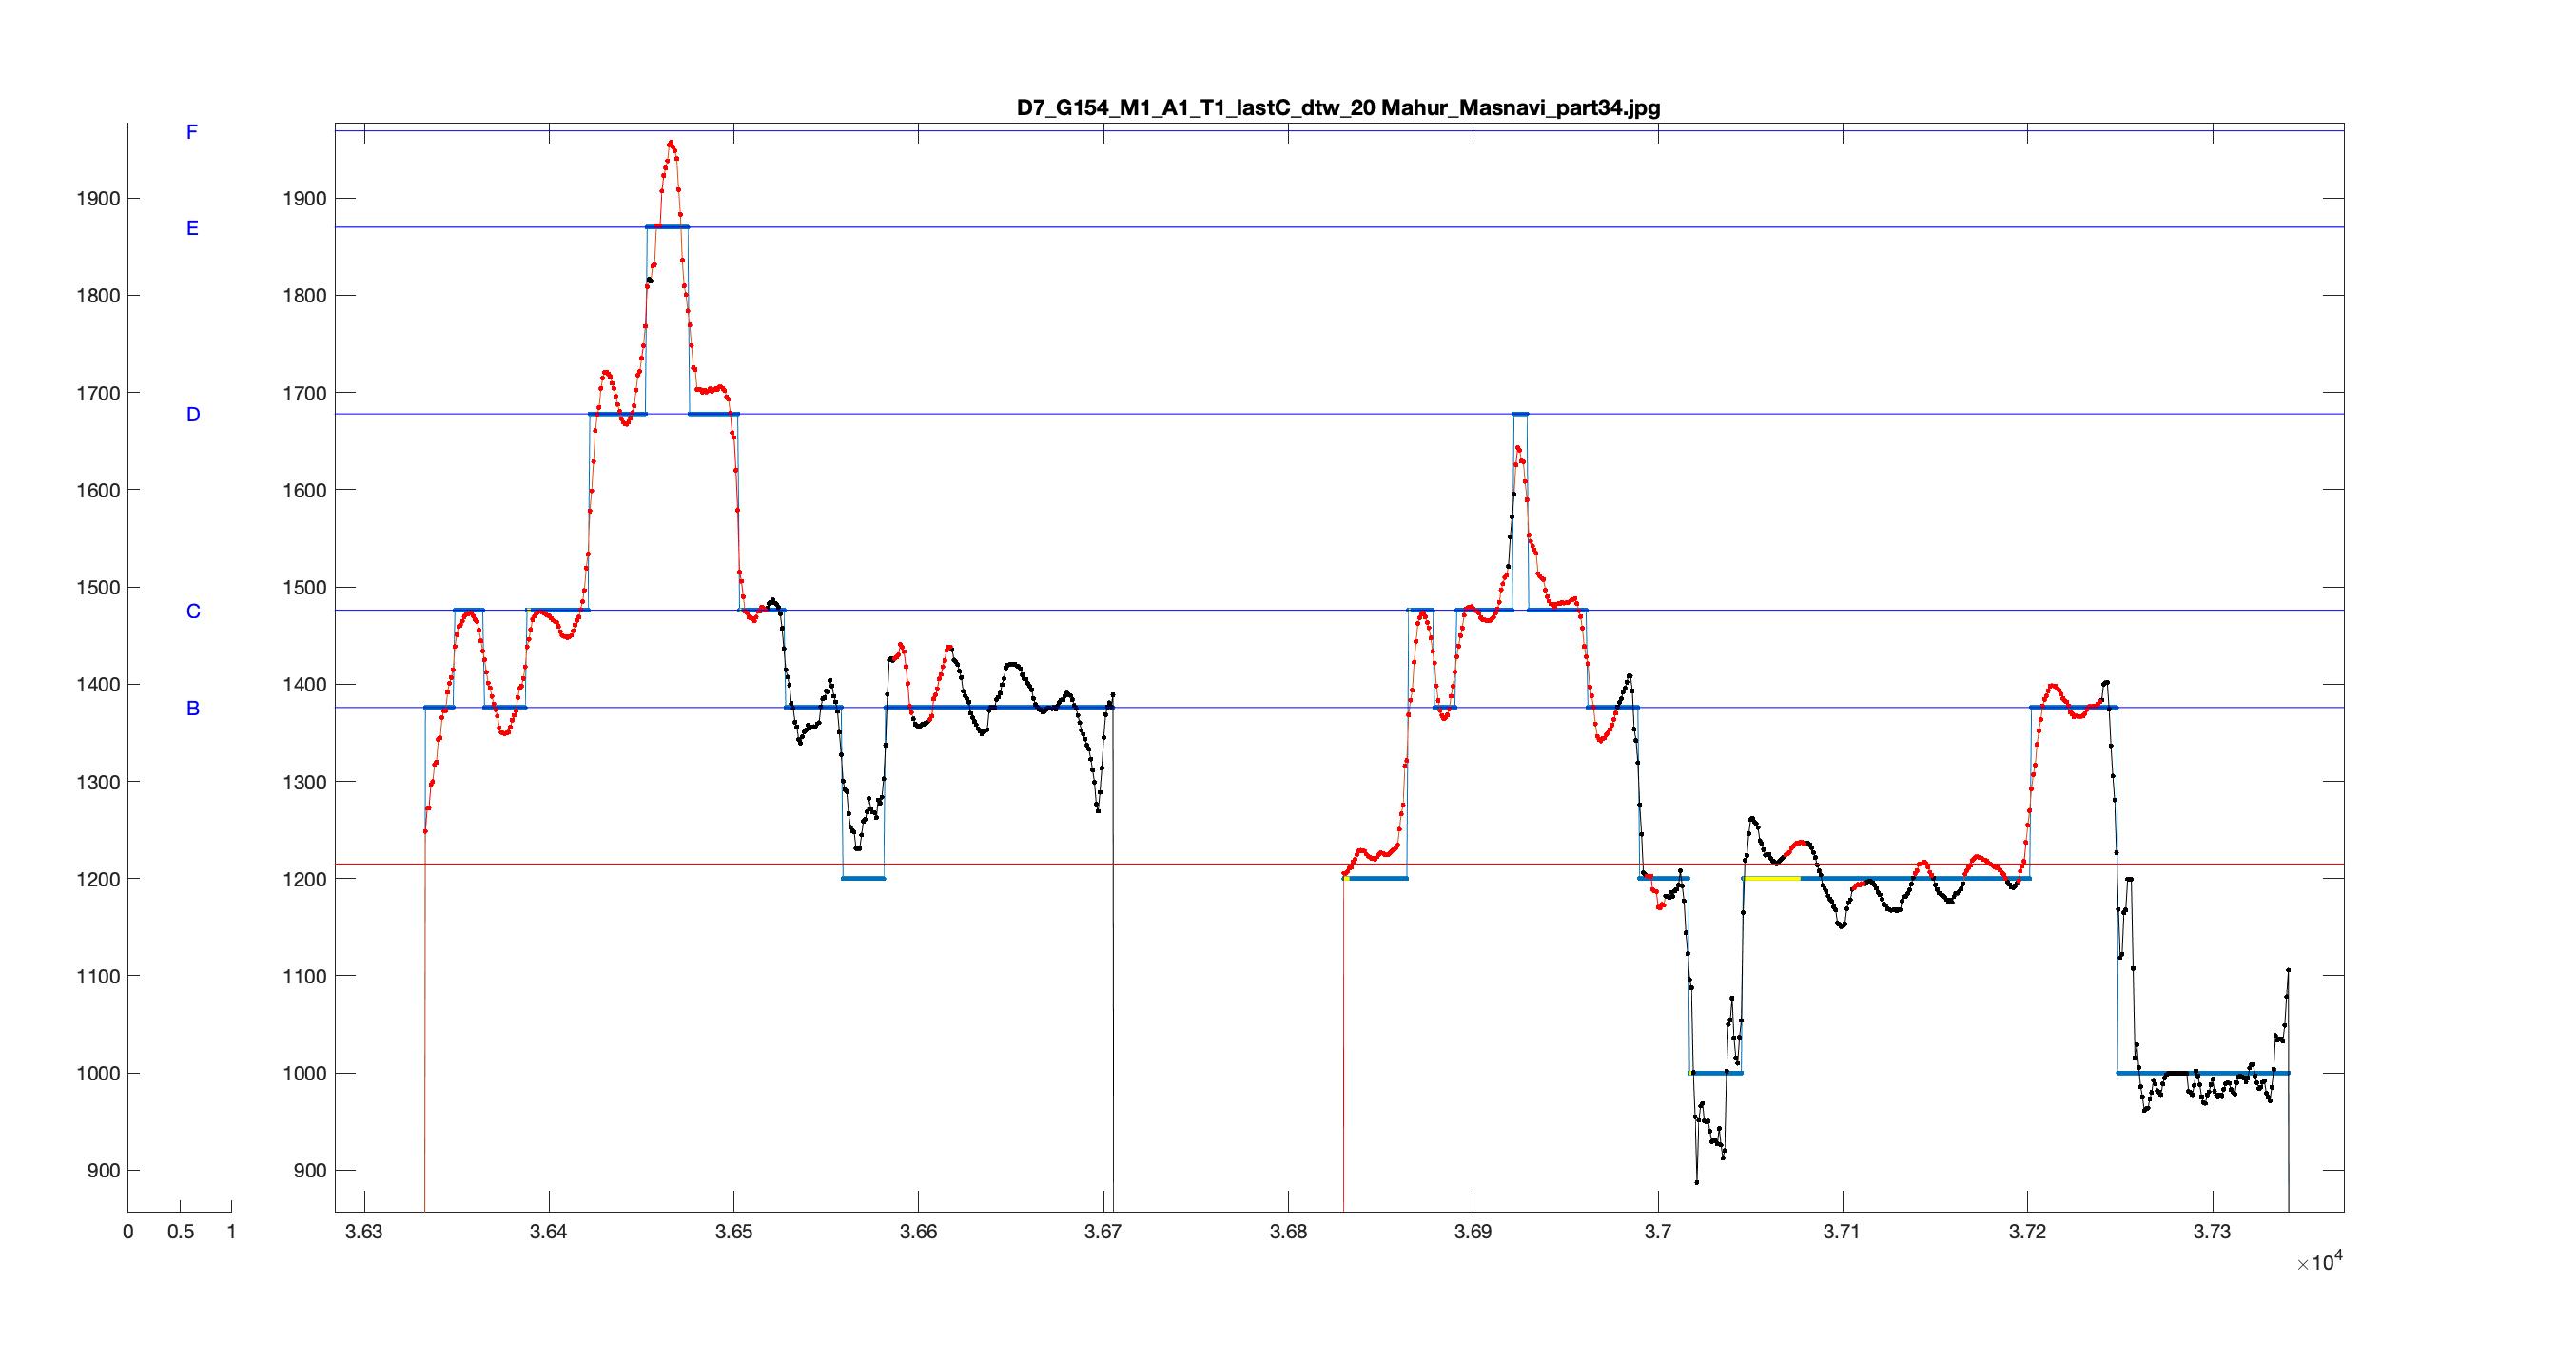 D7_G154_M1_A1_T1_lastC_dtw_20 Mahur_Masnavi_part34.jpg
F
1900 1900
E
1800 1800
1700 1700
D
1600 1600
1500 1500
C
1400 1400
B
1300 1300
1200 1200
1100 1100
1000 1000
900 900
0 0.5 1 3.63 3.64 3.65 3.66 3.67 3.68 3.69 3.7 3.71 3.72 3.73
×10⁴